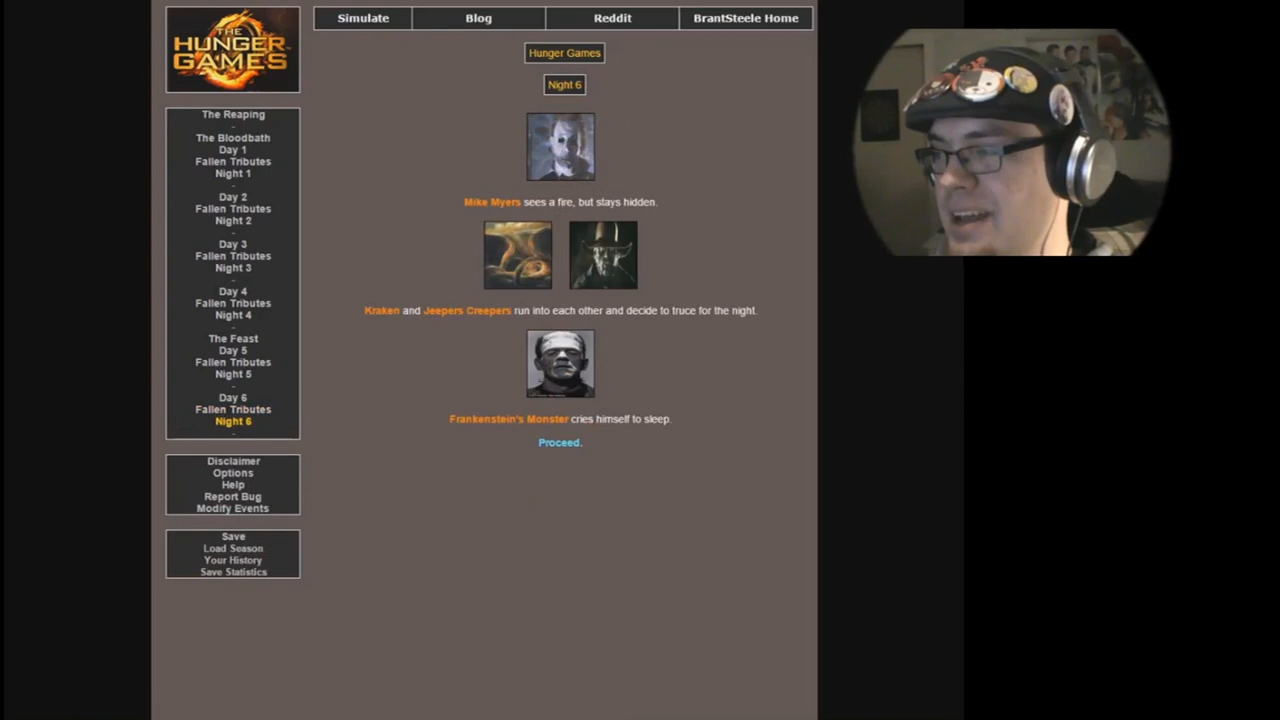 THE
HUNGER
GAMES
Simulate
Blog
Reddit
BrantSteele Home
The Reaping
-
The Bloodbath
Day 1
Fallen Tributes
Night 1
-
Day 2
Fallen Tributes
Night 2
-
Day 3
Fallen Tributes
Night 3
-
Day 4
Fallen Tributes
Night 4
-
The Feast
Day 5
Fallen Tributes
Night 5
-
Day 6
Fallen Tributes
Night 6
-
Disclaimer
Options
Help
Report Bug
Modify Events
Save
Load Season
Your History
Save Statistics
Hunger Games
Night 6
Mike Myers sees a fire, but stays hidden.
Kraken and Jeepers Creepers run into each other and decide to truce for the night.
Frankenstein's Monster cries himself to sleep.
Proceed.